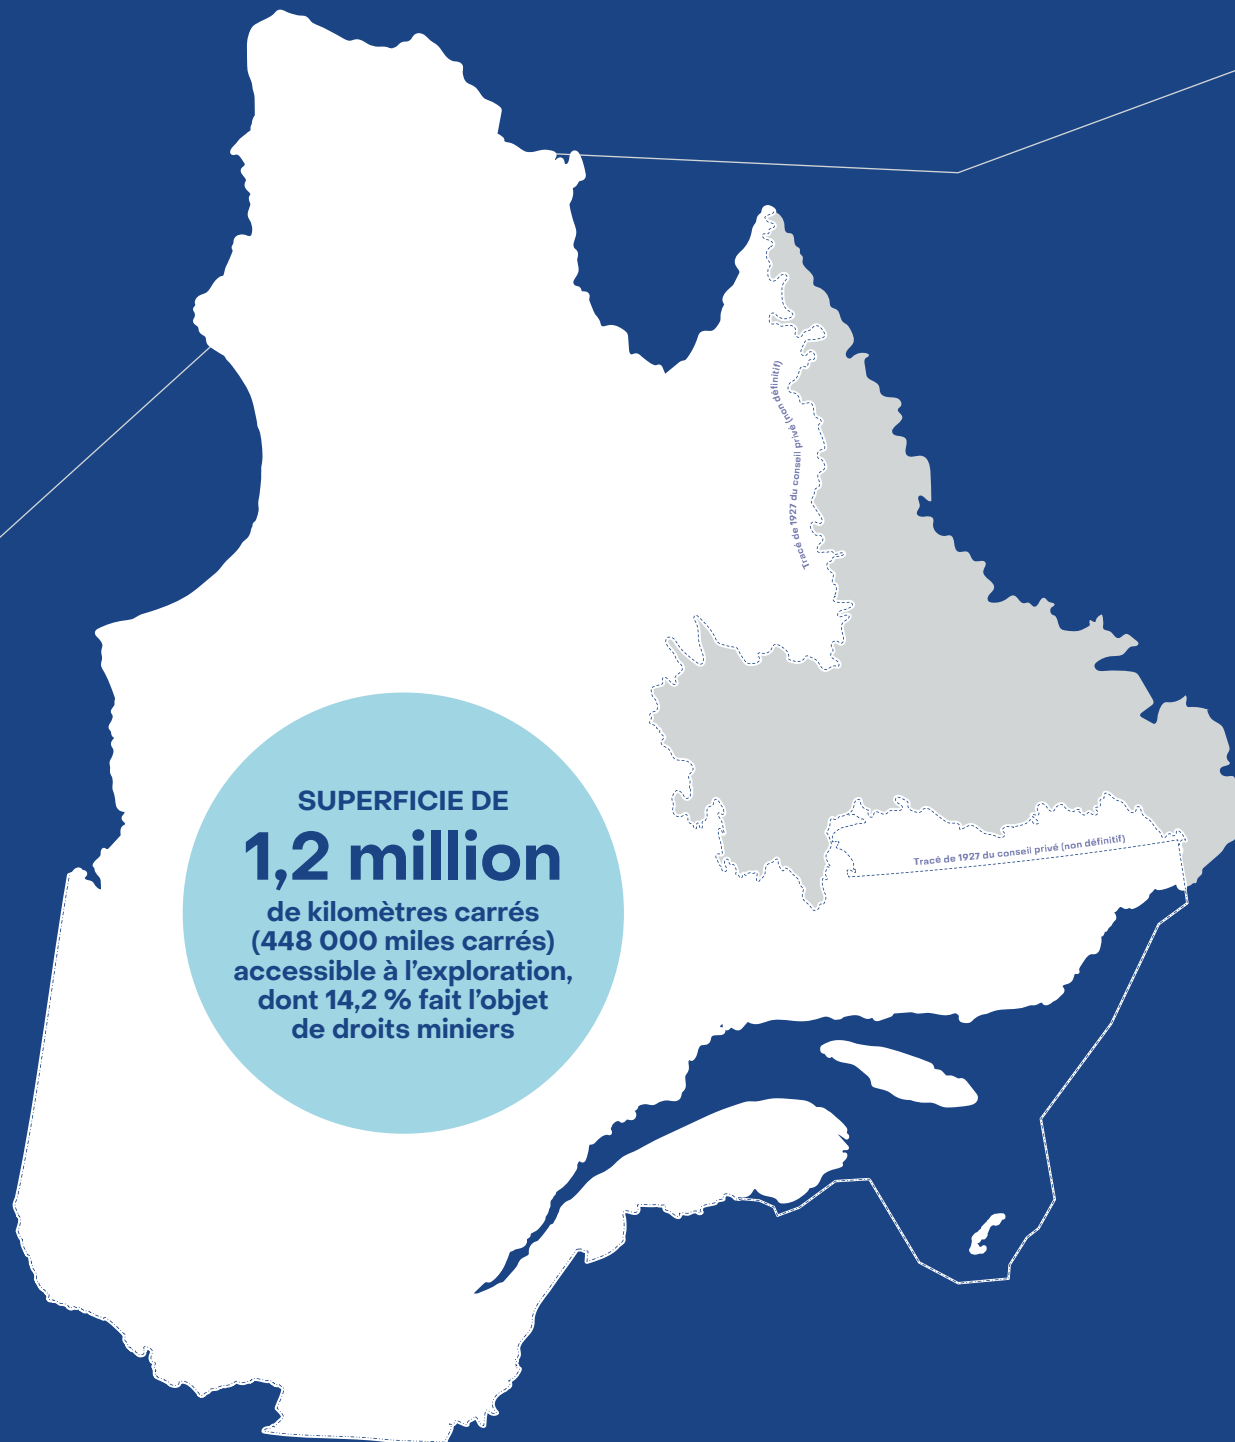 Tracé de 1927 du conseil privé (non définitif)
SUPERFICIE DE
1,2 million
de kilomètres carrés
(448 000 miles carrés)
accessible à l’exploration,
dont 14,2 % fait l’objet
de droits miniers
Tracé de 1927 du conseil privé (non définitif)